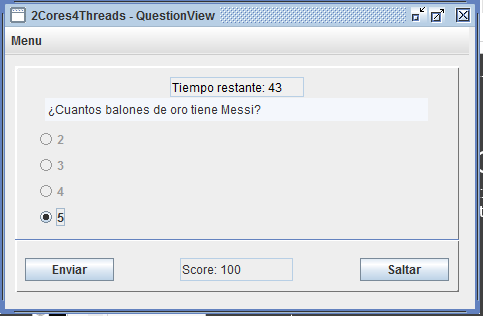 2Cores4Threads - QuestionView
Menu
Tiempo restante: 43
¿Cuantos balones de oro tiene Messi?
2
3
4
5
Enviar
Score: 100
Saltar